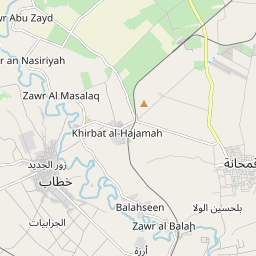 Zawr Abu Zayd
an Nasiriyah
Zawr Al Masalaq
Khirbat al-Hajamah
زور الجديد
خطاب
قمحانة
بلحسين الولا
الحزابيات
Balahseen
Zawr al Balah
أرزة